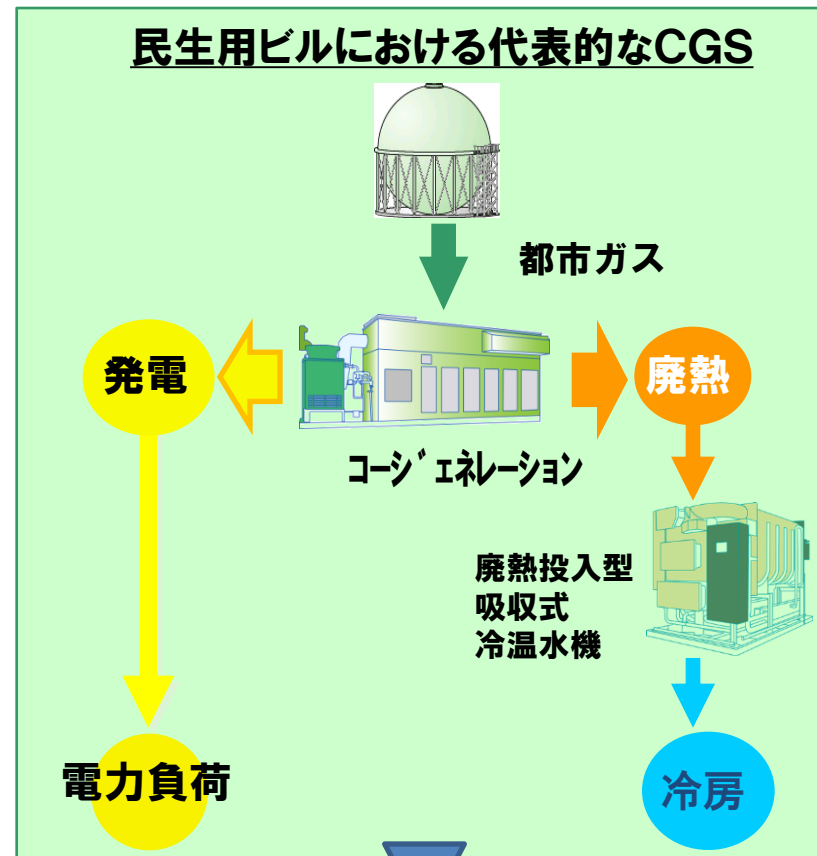 民生用ビルにおける代表的なCGS
都市ガス
発電
廃熱
コージェネレーション
廃熱投入型
吸収式
冷温水機
電力負荷
冷房